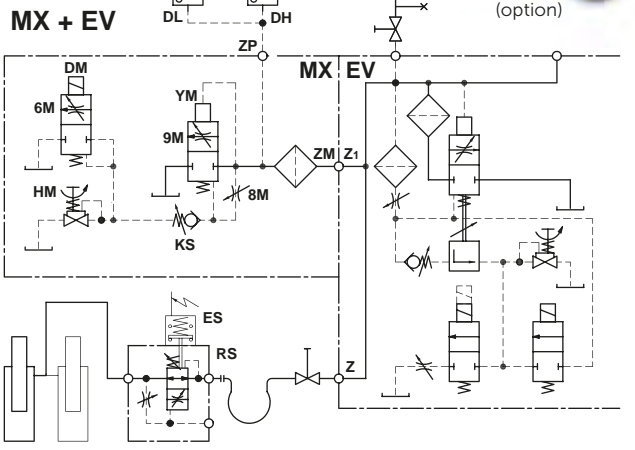 (option)
MX + EV
DL
DH
ZP
MX
EV
DM
6M
YM
9M
ZM
Z1
8M
HM
KS
ES
RS
Z